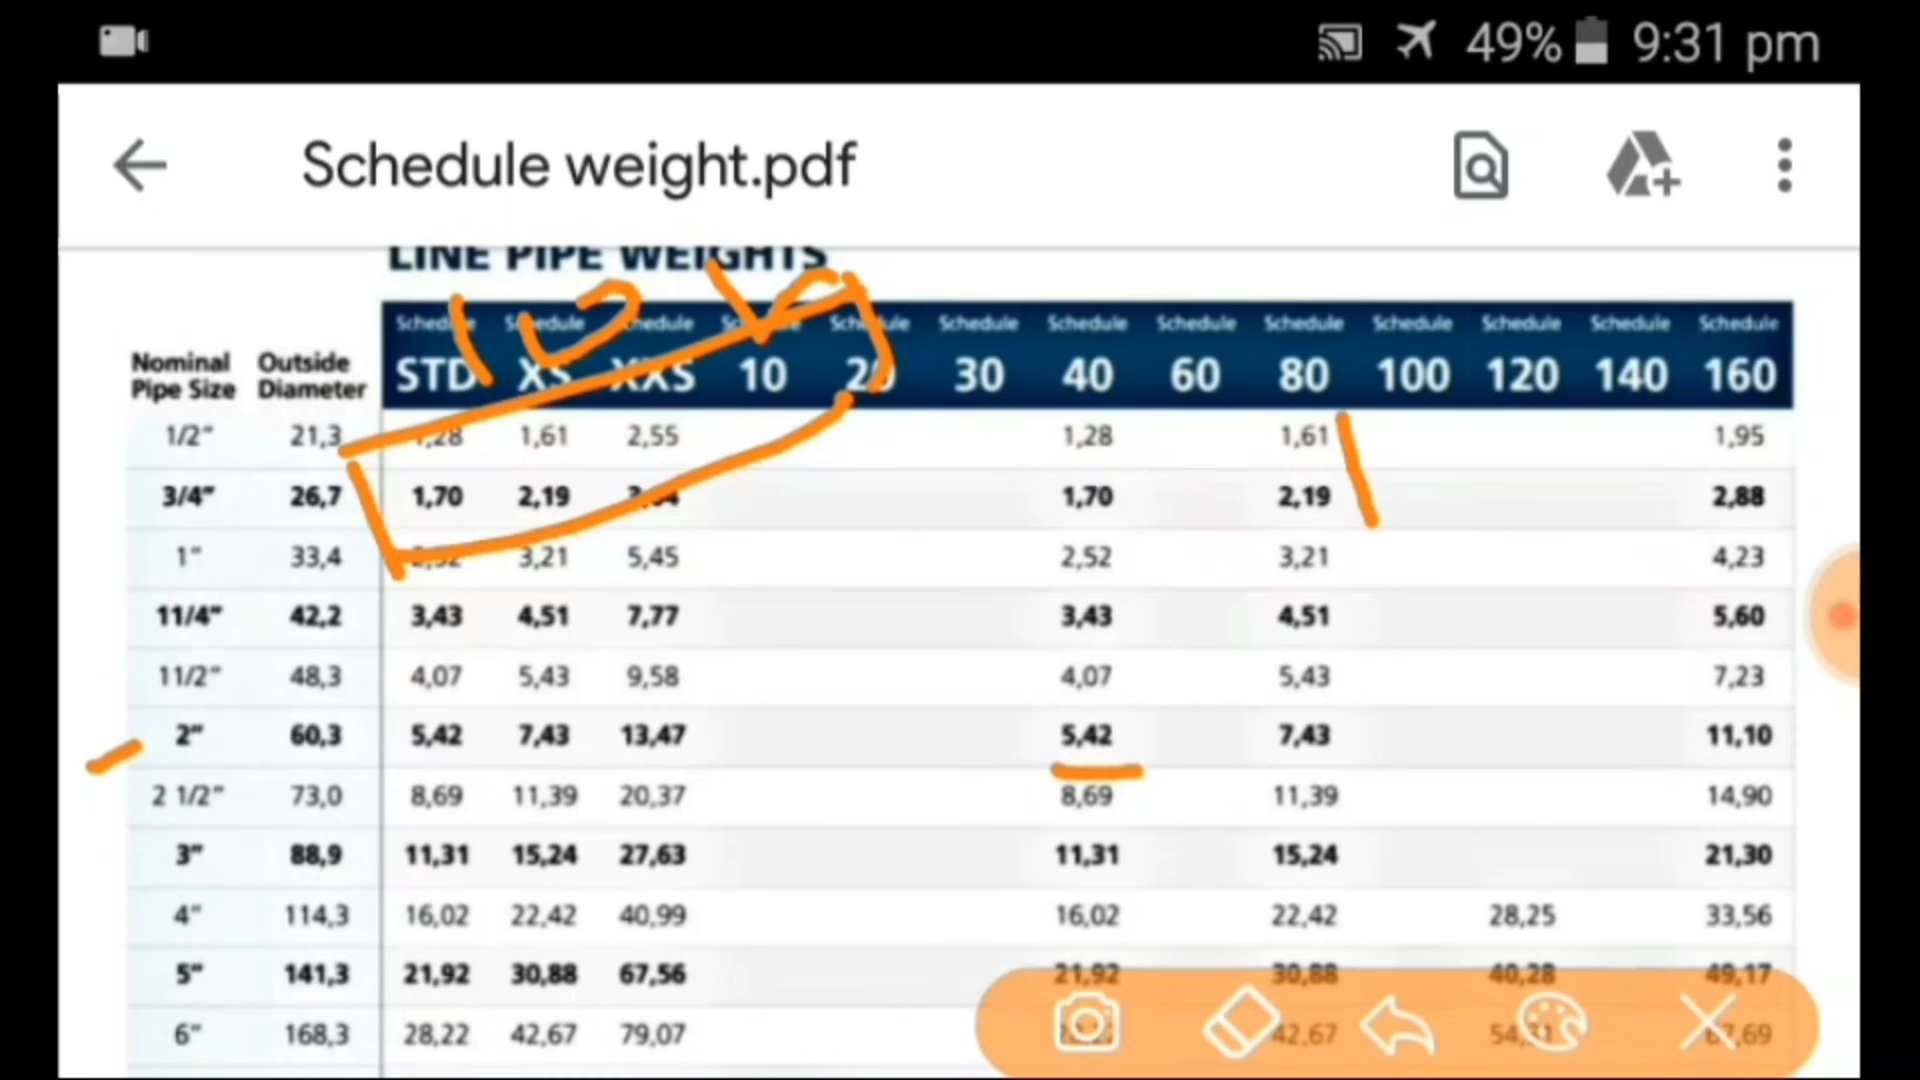 49% 9:31 pm
Schedule weight.pdf
LINE PIPE WEIGHTS
Nominal Pipe Size Outside Diameter Schedule STD Schedule XS Schedule XXS Schedule 10 Schedule 20 Schedule 30 Schedule 40 Schedule 60 Schedule 80 Schedule 100 Schedule 120 Schedule 140 Schedule 160
1/2" 21,3 1,28 1,61 2,55 1,28 1,61 1,95
3/4" 26,7 1,70 2,19 1,70 2,19 2,88
1" 33,4 3,21 5,45 2,52 3,21 4,23
11/4" 42,2 3,43 4,51 7,77 3,43 4,51 5,60
11/2" 48,3 4,07 5,43 9,58 4,07 5,43 7,23
2" 60,3 5,42 7,43 13,47 5,42 7,43 11,10
2 1/2" 73,0 8,69 11,39 20,37 8,69 11,39 14,90
3" 88,9 11,31 15,24 27,63 11,31 15,24 21,30
4" 114,3 16,02 22,42 40,99 16,02 22,42 28,25 33,56
5" 141,3 21,92 30,88 67,56 21,92 30,88 40,28 49,17
6" 168,3 28,22 42,67 79,07 42,67